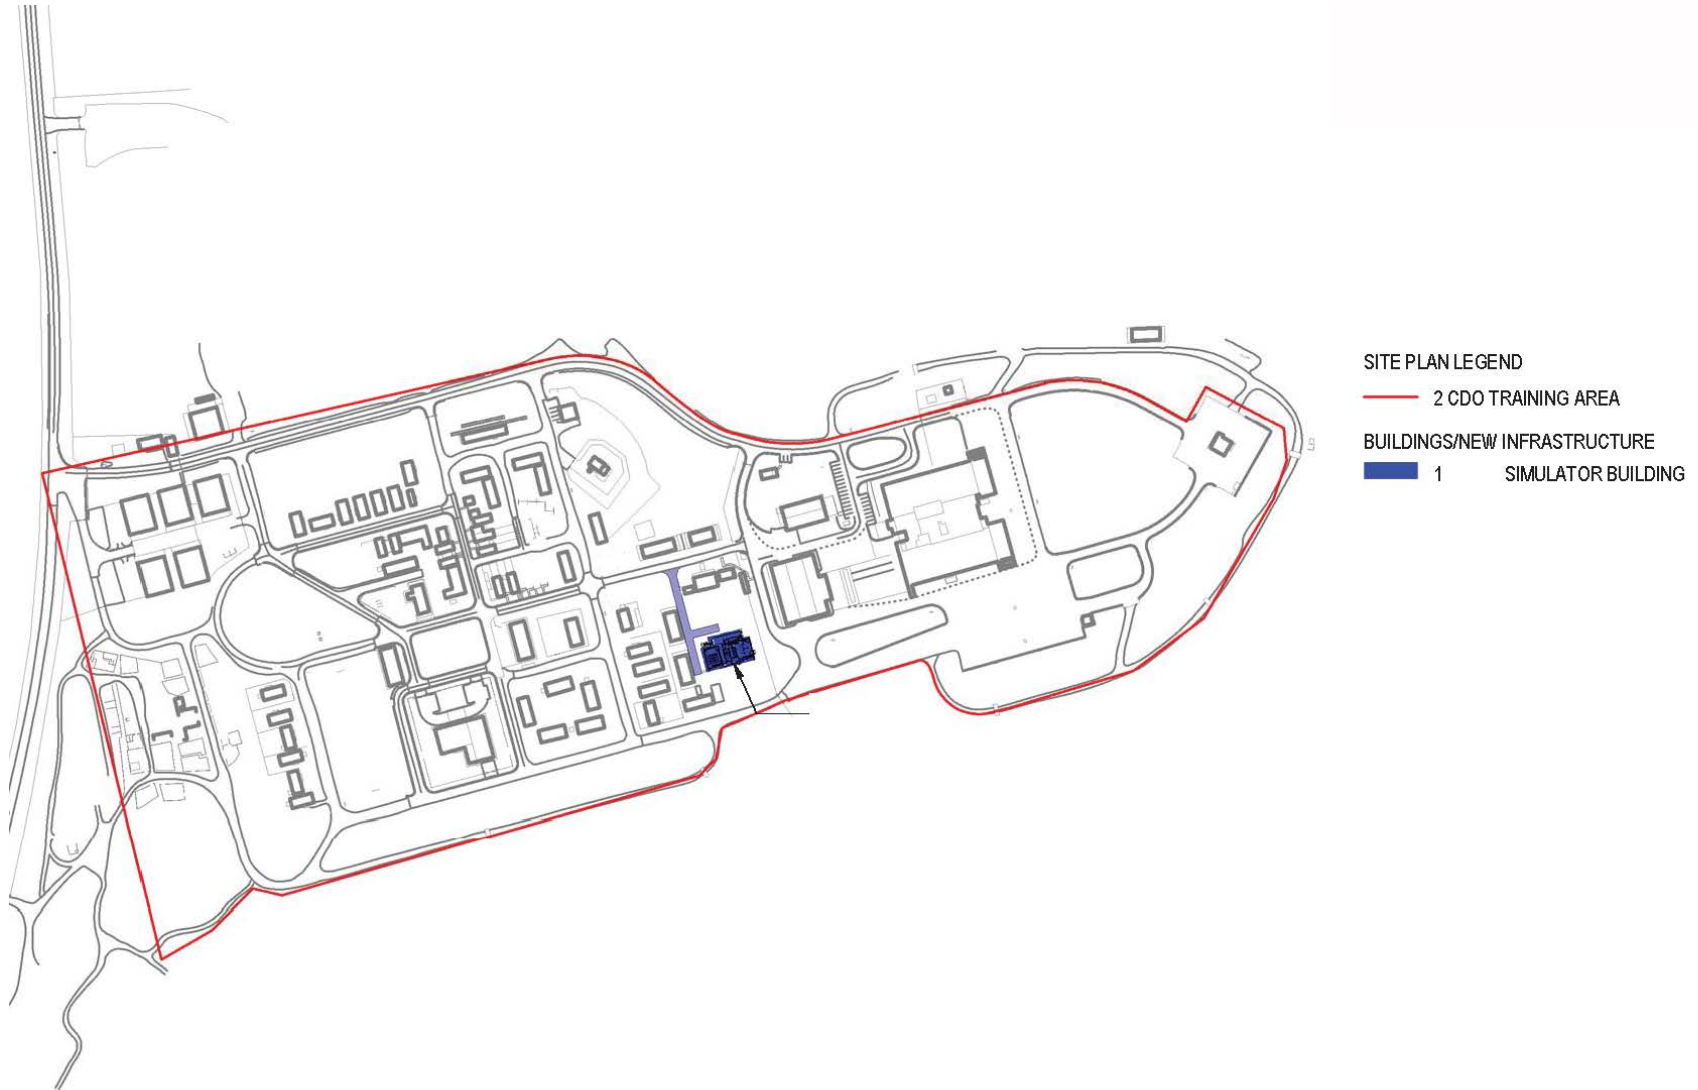 SITE PLAN LEGEND
2 CDO TRAINING AREA
BUILDINGS/NEW INFRASTRUCTURE
1 SIMULATOR BUILDING